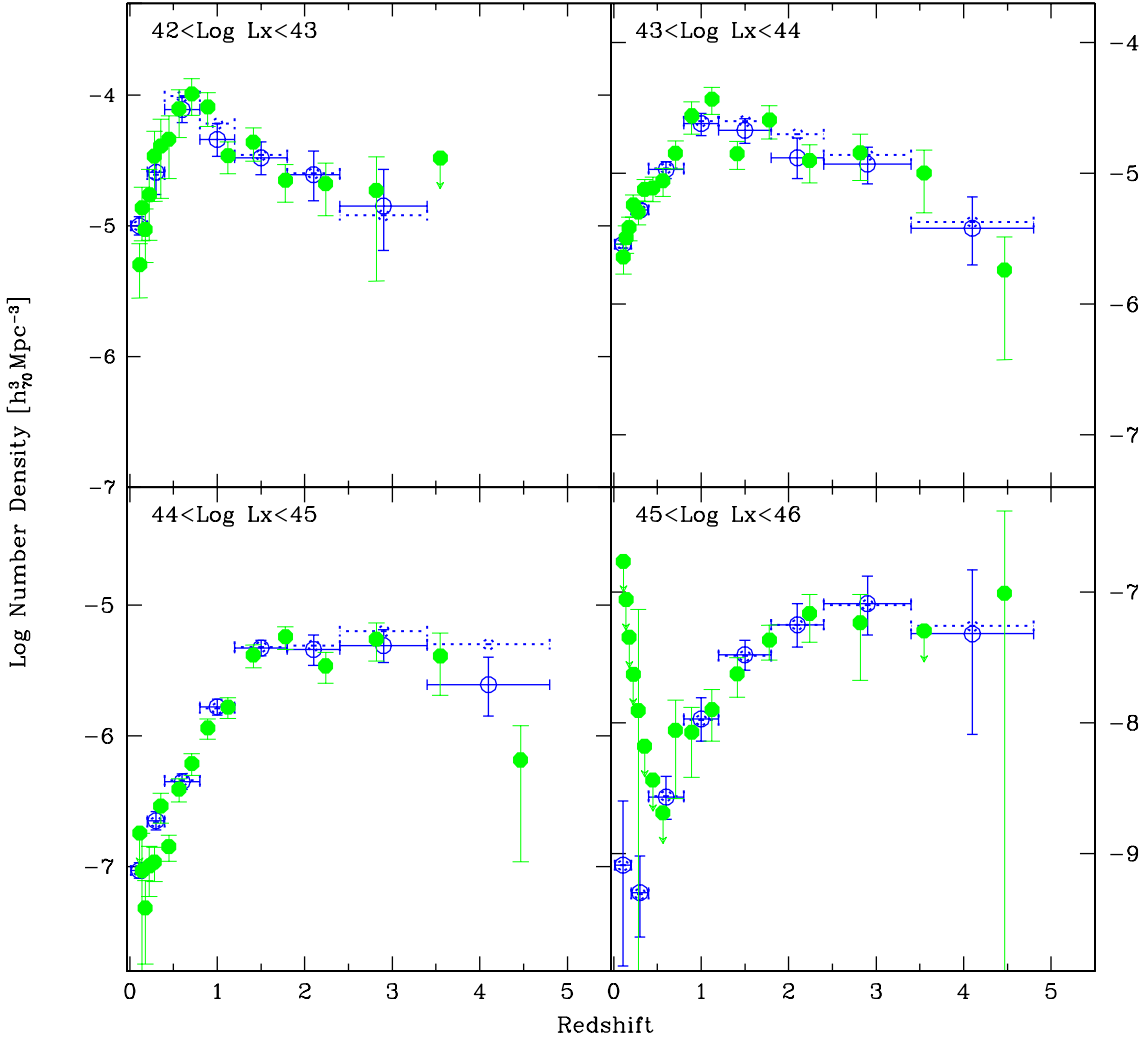 42<Log Lx<43
43<Log Lx<44
-4
-5
-6
-7
-4
-5
-6
-7
44<Log Lx<45
45<Log Lx<46
-5
-6
-7
-7
-8
-9
0 1 2 3 4 5
0 1 2 3 4 5
Redshift
Log Number Density [h³₇₀Mpc⁻³]